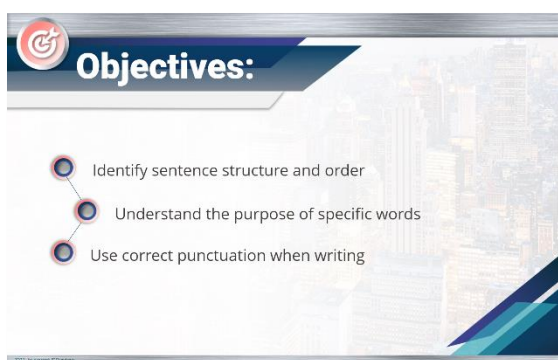 Objectives:
Identify sentence structure and order
Understand the purpose of specific words
Use correct punctuation when writing